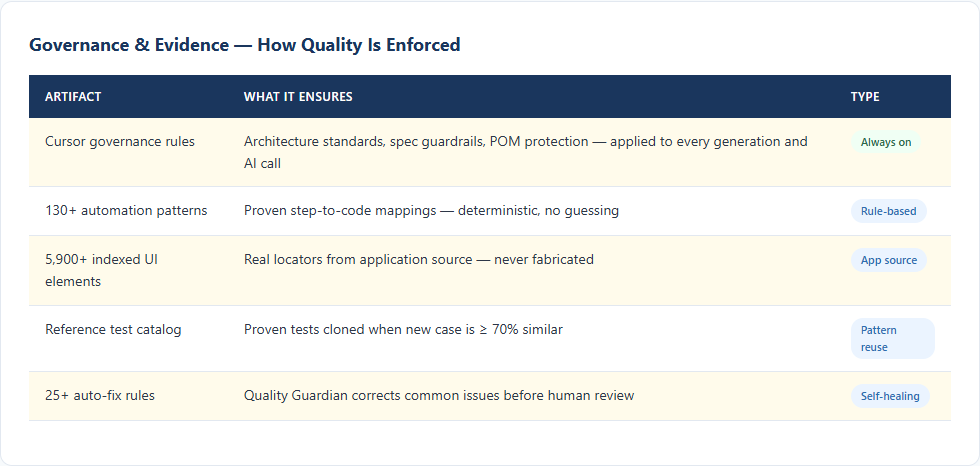 Governance & Evidence — How Quality Is Enforced
ARTIFACT WHAT IT ENSURES TYPE
Cursor governance rules Architecture standards, spec guardrails, POM protection — applied to every generation and Always on
AI call
130+ automation patterns Proven step-to-code mappings — deterministic, no guessing Rule-based
5,900+ indexed UI Real locators from application source — never fabricated App source
elements
Reference test catalog Proven tests cloned when new case is ≥ 70% similar Pattern
reuse
25+ auto-fix rules Quality Guardian corrects common issues before human review Self-healing